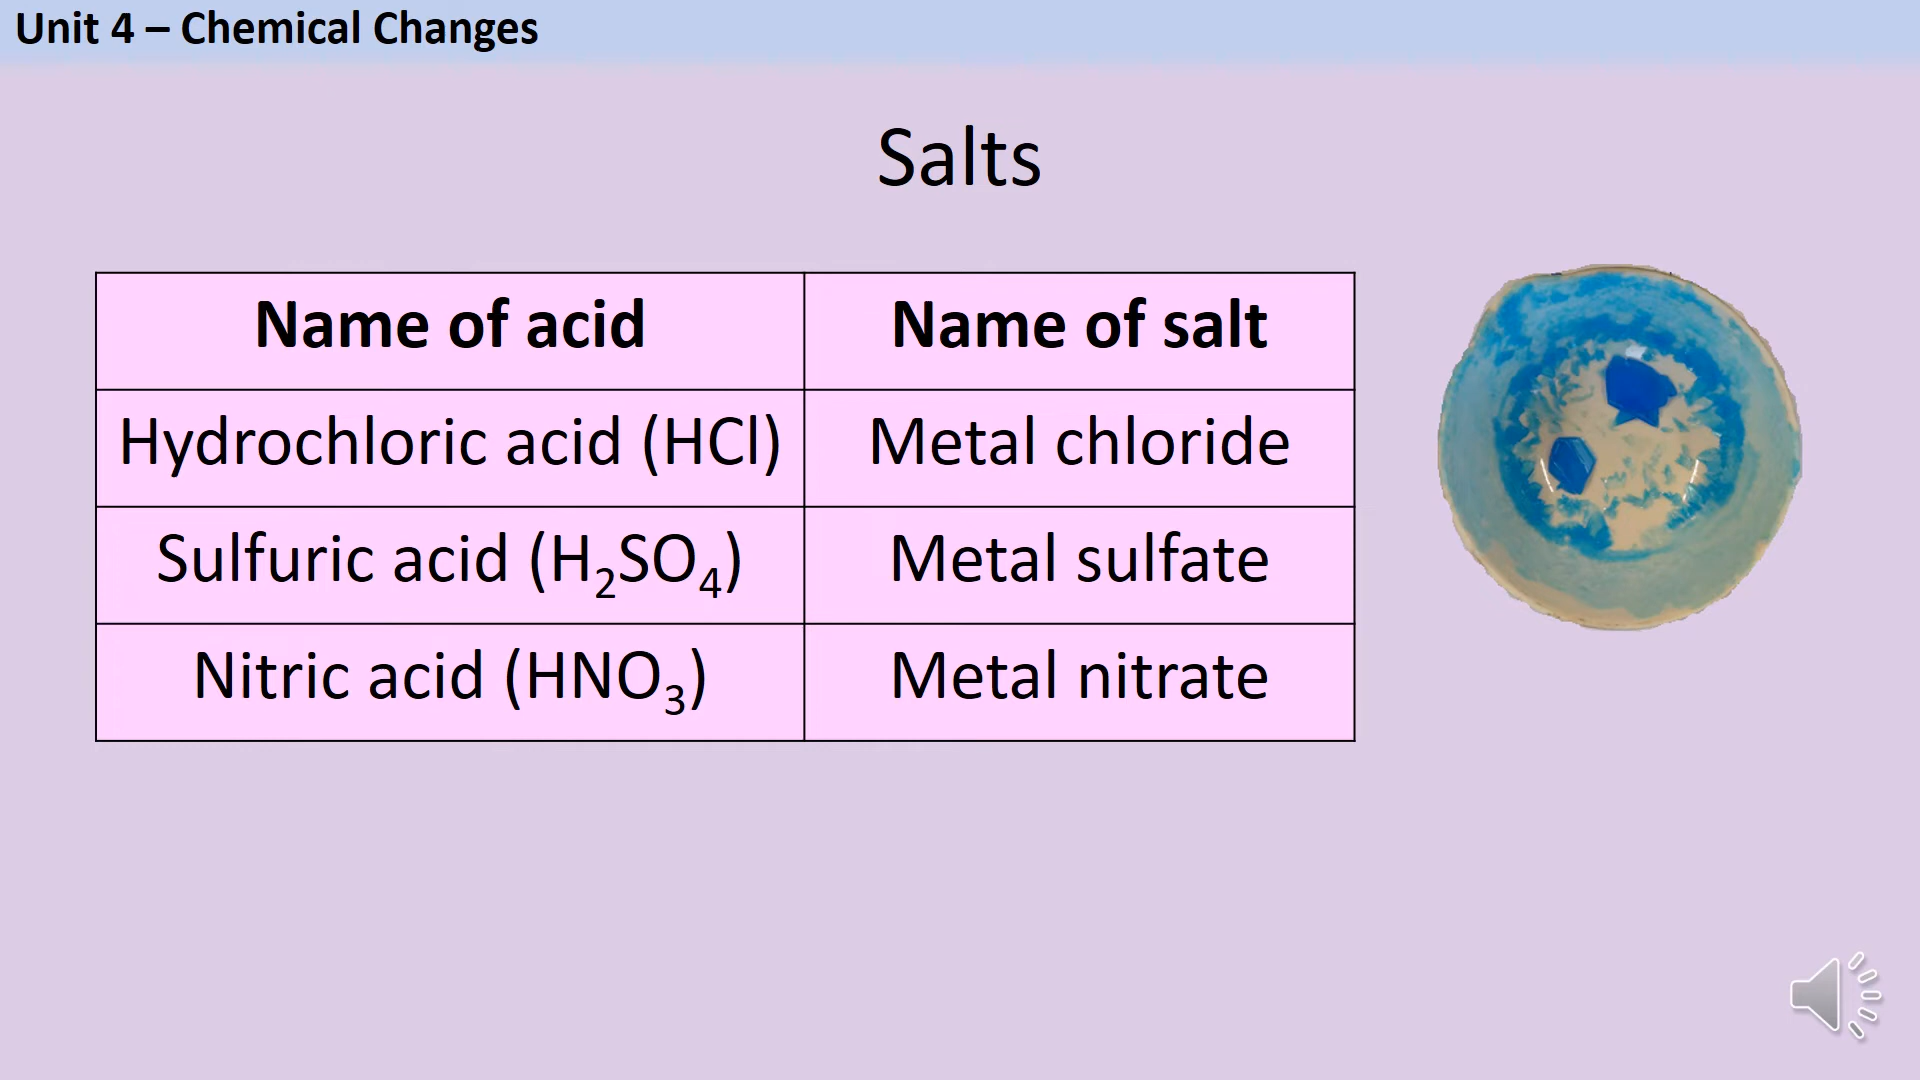 Unit 4 – Chemical Changes
Salts
Name of acid Name of salt
Hydrochloric acid (HCl) Metal chloride
Sulfuric acid (H₂SO₄) Metal sulfate
Nitric acid (HNO₃) Metal nitrate